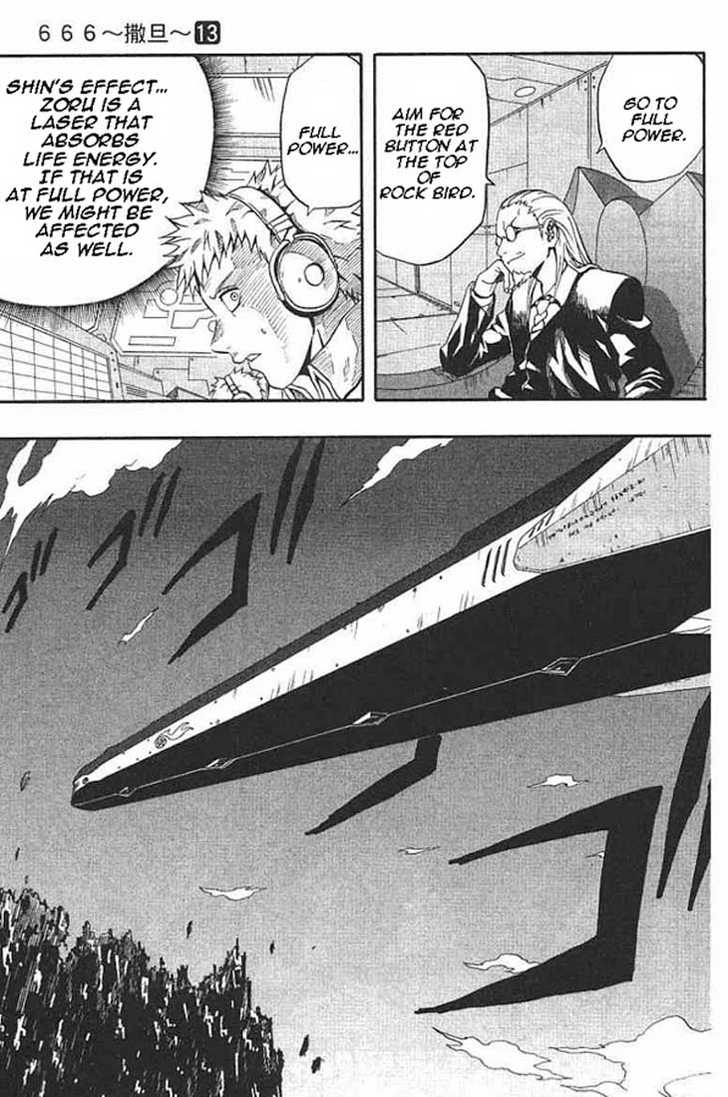 666～撒旦～13
GO TO
FULL
POWER.
AIM FOR
THE RED
BUTTON AT
THE TOP
OF
ROCK BIRD.
FULL
POWER...
SHIN'S EFFECT...
ZORU IS A
LASER THAT
ABSORBS
LIFE ENERGY.
IF THAT IS
AT FULL POWER,
WE MIGHT BE
AFFECTED
AS WELL.
ゴゴゴ
ゴゴゴ